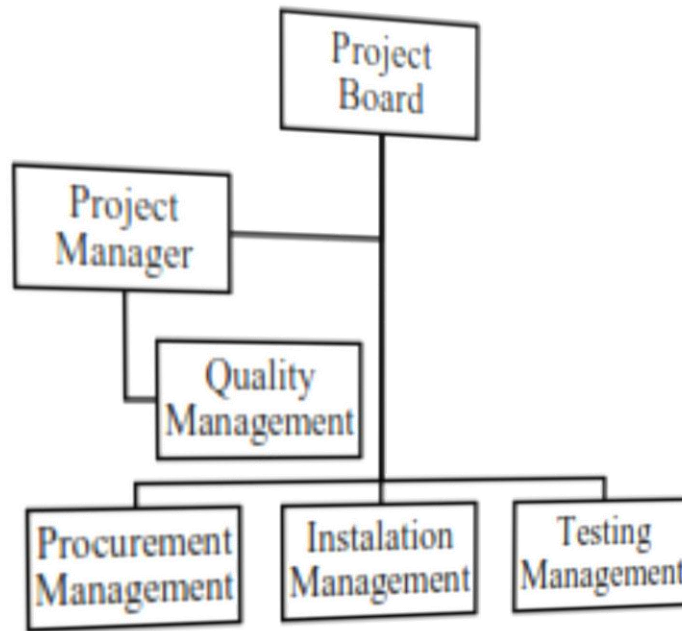 Project
Board
Project
Manager
Quality
Management
Procurement
Management
Instalation
Management
Testing
Management